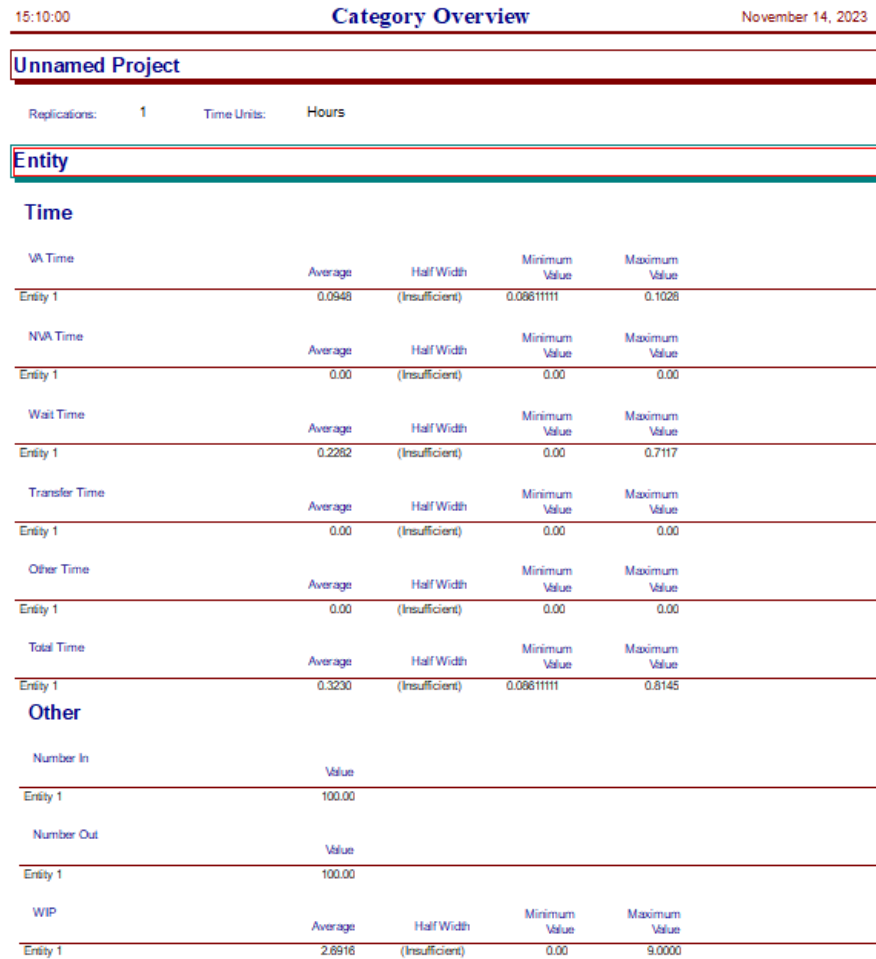 15:10:00 Category Overview November 14, 2023
Unnamed Project
Replications: 1 Time Units: Hours
Entity
Time
VA Time Average Half Width Minimum Value Maximum Value
Entity 1 0.0948 (Insufficient) 0.08611111 0.1028
NVA Time Average Half Width Minimum Value Maximum Value
Entity 1 0.00 (Insufficient) 0.00 0.00
Wait Time Average Half Width Minimum Value Maximum Value
Entity 1 0.2282 (Insufficient) 0.00 0.7117
Transfer Time Average Half Width Minimum Value Maximum Value
Entity 1 0.00 (Insufficient) 0.00 0.00
Other Time Average Half Width Minimum Value Maximum Value
Entity 1 0.00 (Insufficient) 0.00 0.00
Total Time Average Half Width Minimum Value Maximum Value
Entity 1 0.3230 (Insufficient) 0.08611111 0.8145
Other
Number In Value
Entity 1 100.00
Number Out Value
Entity 1 100.00
WIP Average Half Width Minimum Value Maximum Value
Entity 1 2.6916 (Insufficient) 0.00 9.0000